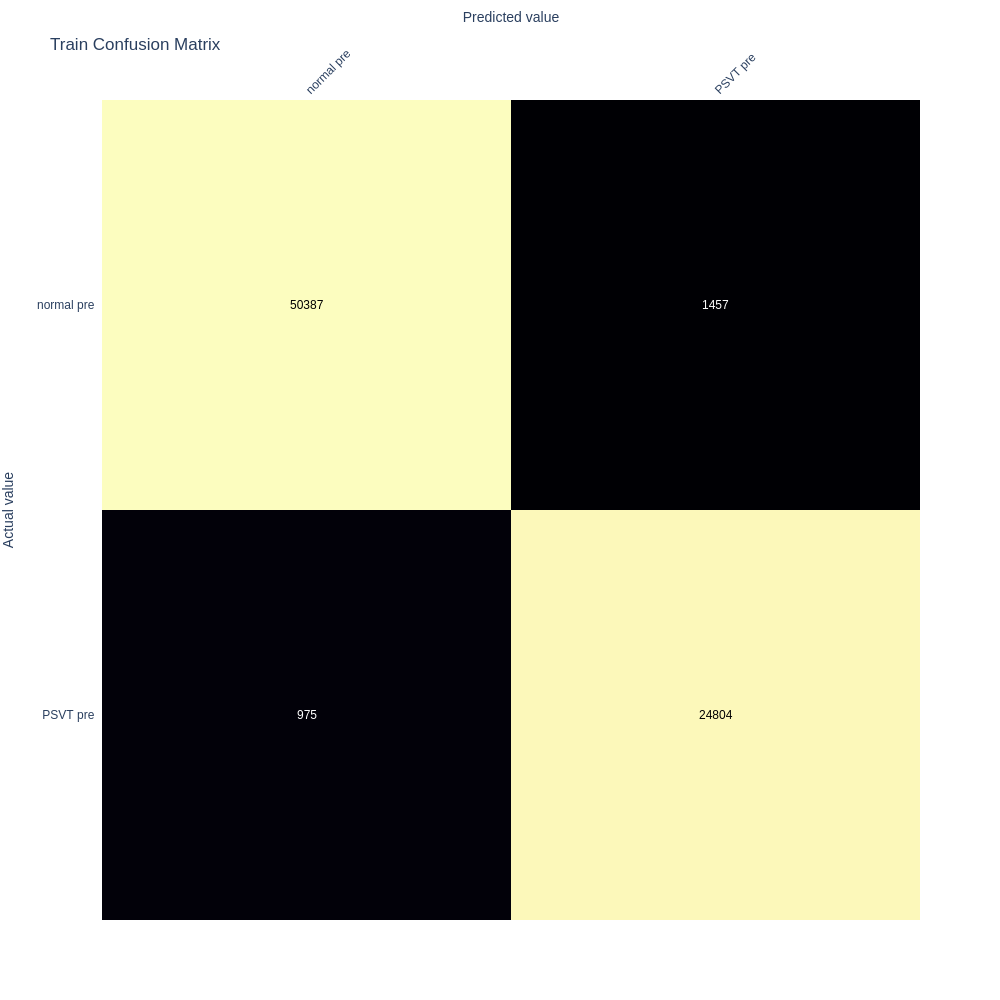 Predicted value
Train Confusion Matrix
normal pre
PSVT pre
normal pre
50387
1457
Actual value
PSVT pre
975
24804